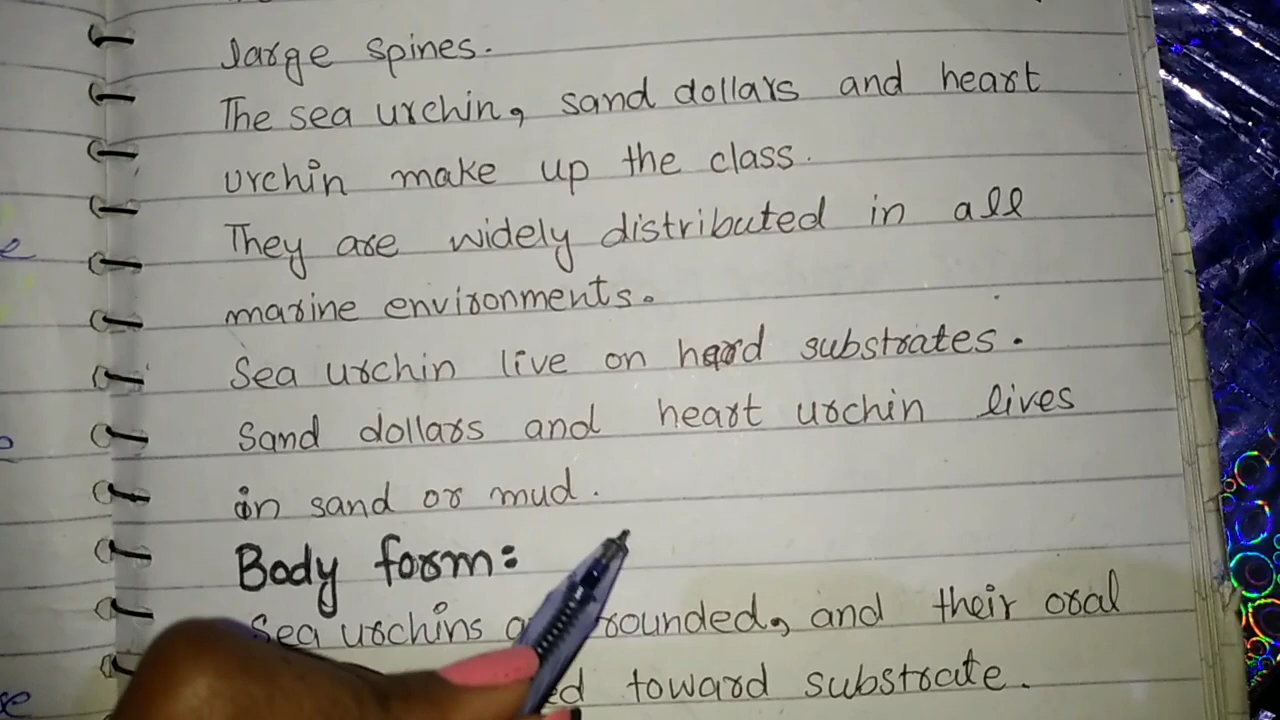 large spines.
The sea urchin, sand dollars and heart
urchin make up the class.
They are widely distributed in all
marine environments.
Sea urchin live on hard substrates.
Sand dollars and heart urchin lives
in sand or mud.
Body form:
Sea urchins rounded, and their oral
toward substrate.